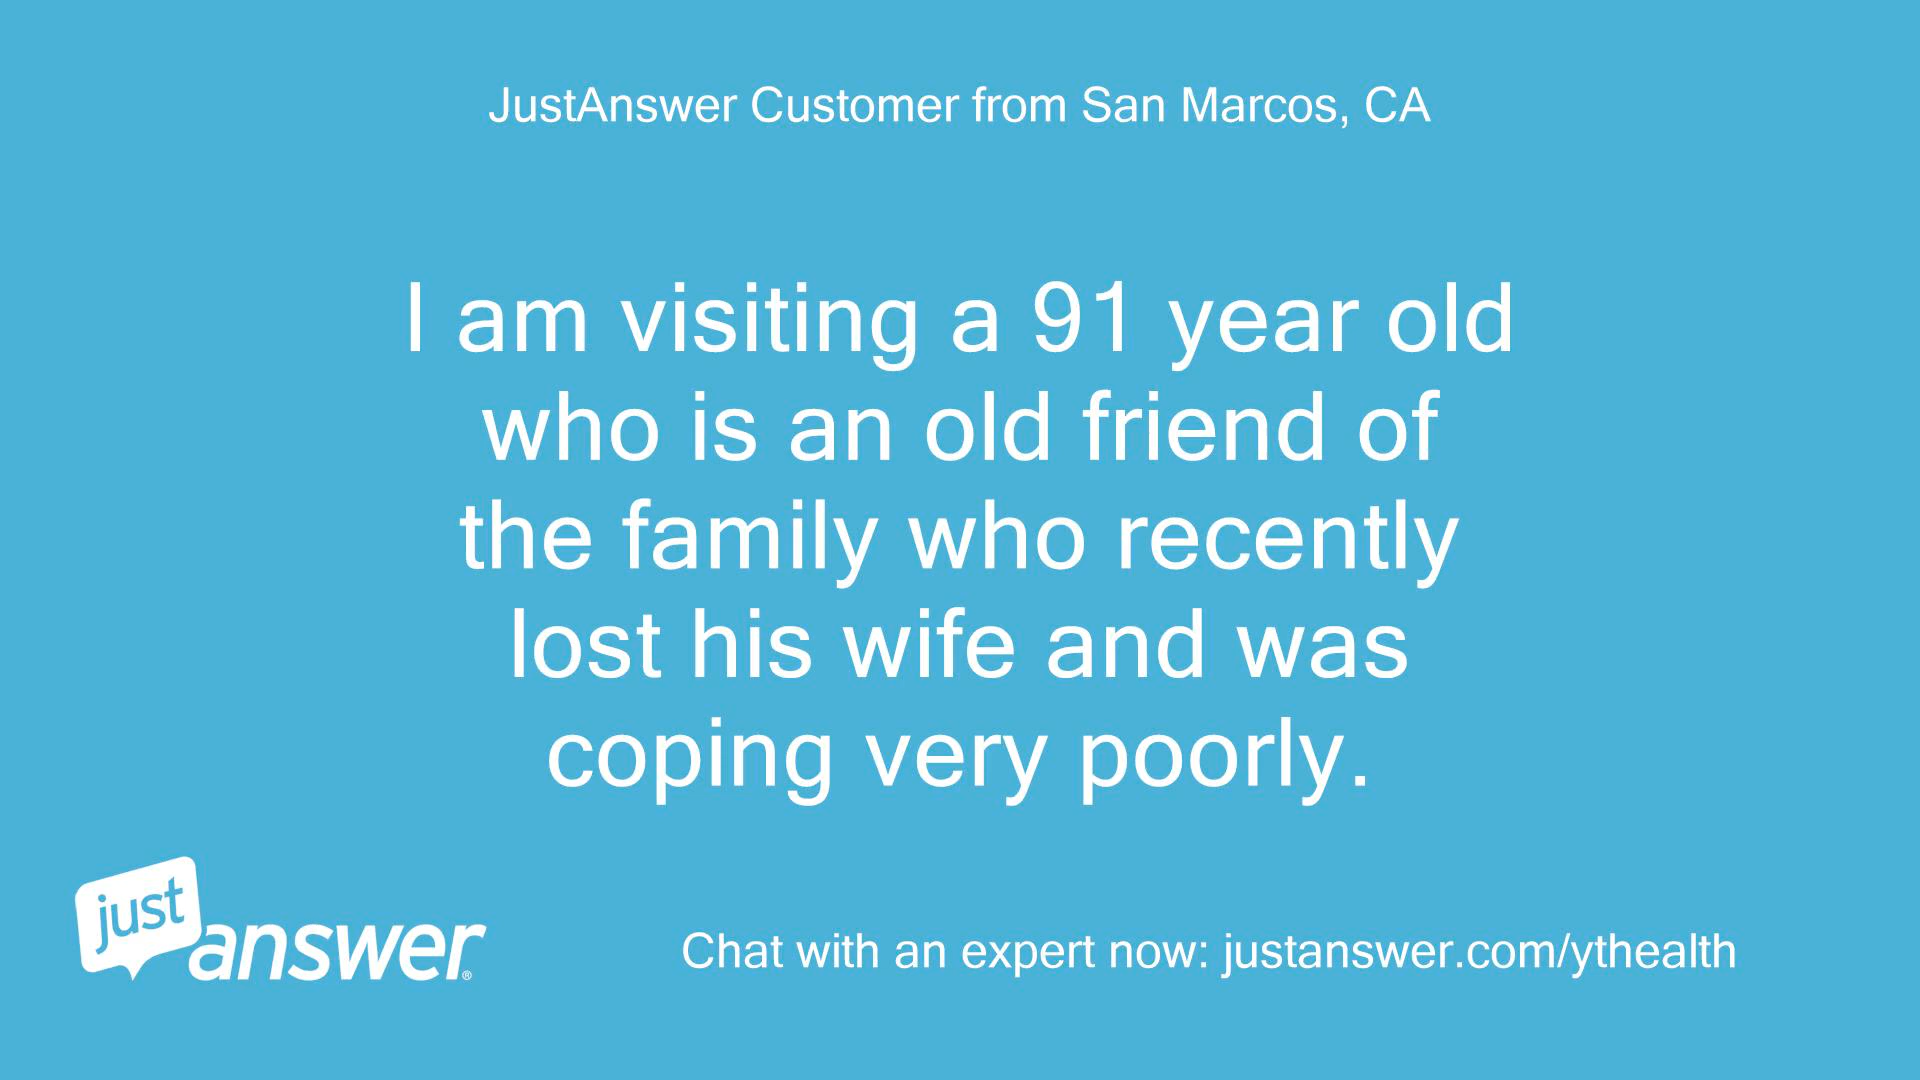 JustAnswer Customer from San Marcos, CA
I am visiting a 91 year old
who is an old friend of
the family who recently
lost his wife and was
coping very poorly.
just
answer®
Chat with an expert now: justanswer.com/ythealth